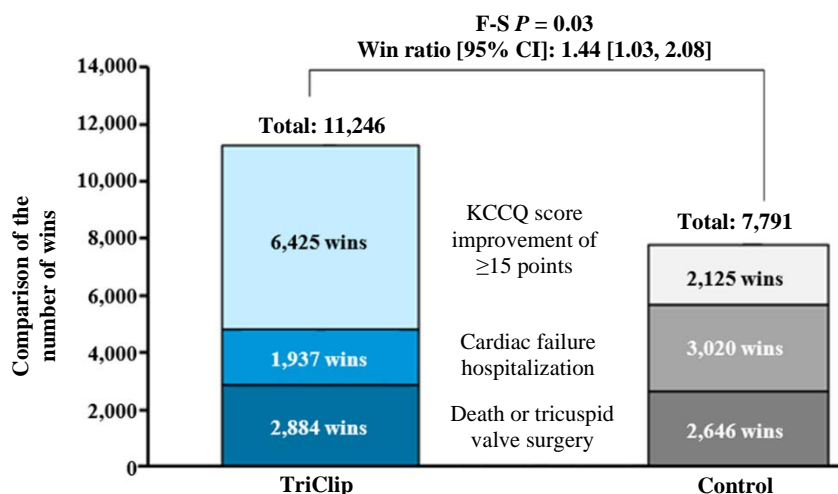 F-S P = 0.03
Win ratio [95% CI]: 1.44 [1.03, 2.08]
14,000
12,000
10,000
8,000
6,000
4,000
2,000
0
Comparison of the
number of wins
Total: 11,246
6,425 wins
1,937 wins
2,884 wins
TriClip
KCCQ score
improvement of
≥15 points
Cardiac failure
hospitalization
Death or tricuspid
valve surgery
Total: 7,791
2,125 wins
3,020 wins
2,646 wins
Control